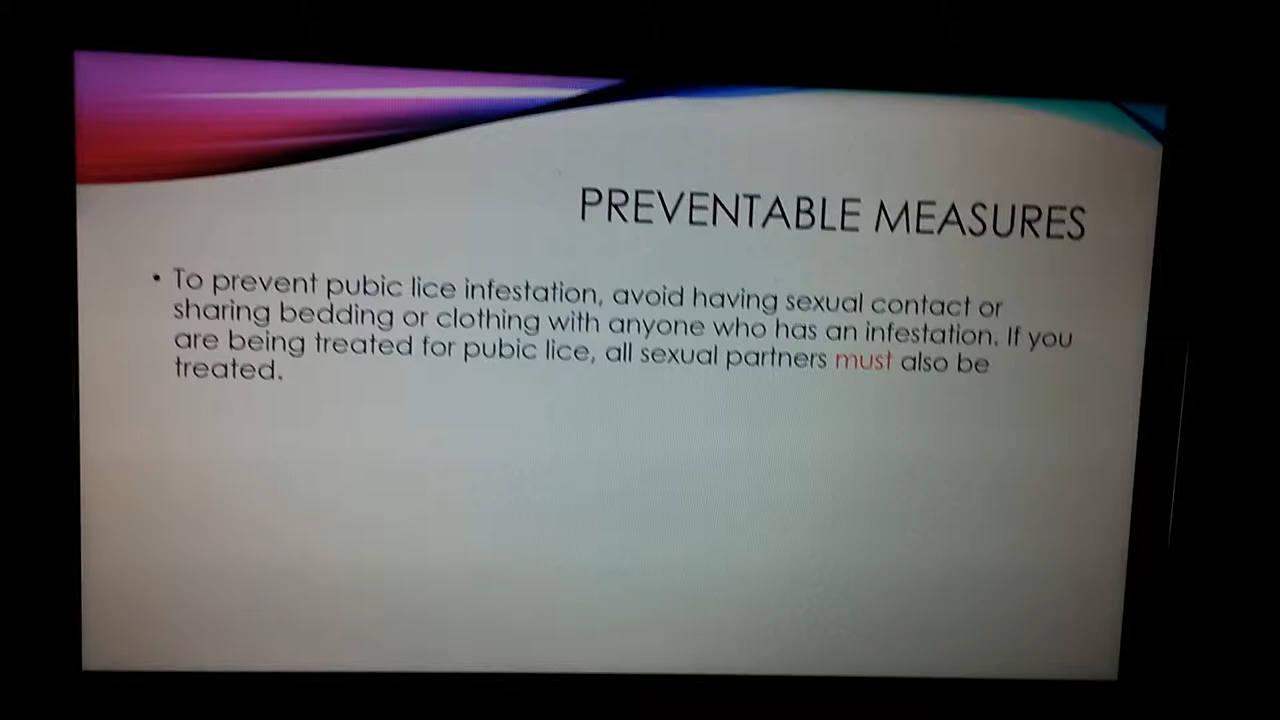 PREVENTABLE MEASURES
• To prevent pubic lice infestation, avoid having sexual contact or
sharing bedding or clothing with anyone who has an infestation. If you
are being treated for pubic lice, all sexual partners must also be
treated.